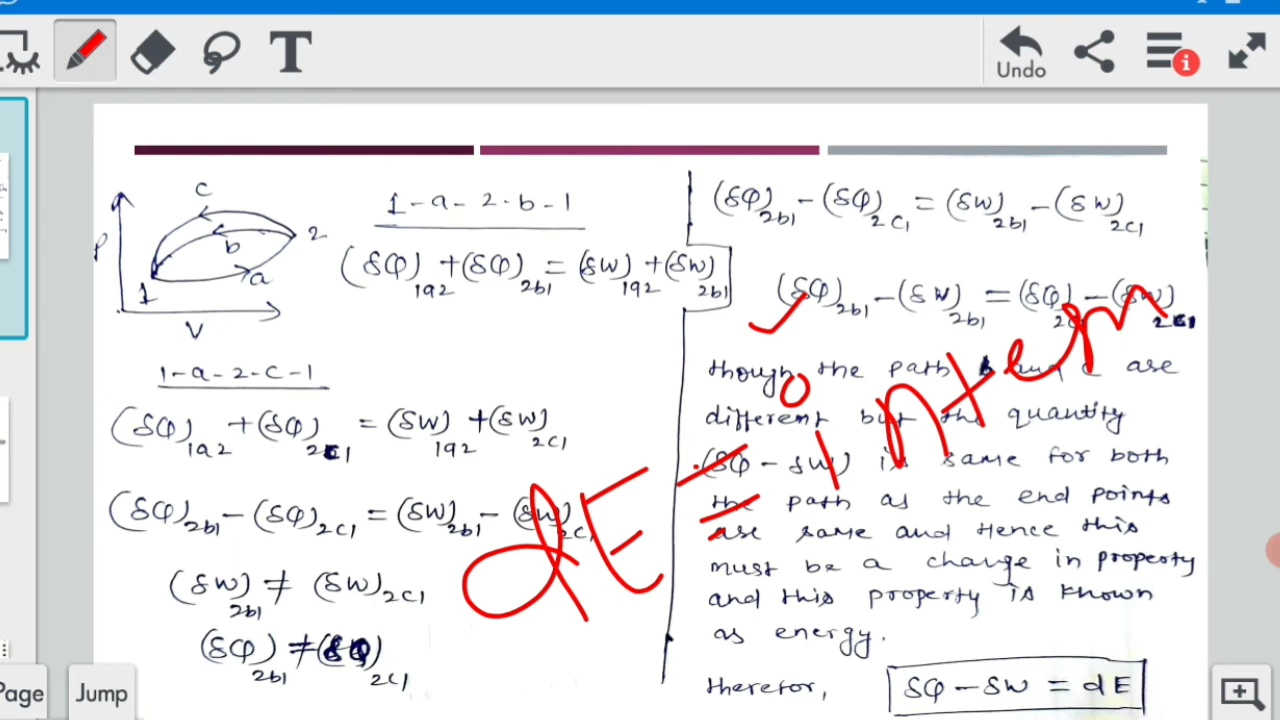 T
Undo
i
C
P
b
2
a
1
V
1-a-2-b-1
(δQ)1a2 + (δQ)2b1 = (δW)1a2 + (δW)2b1
1-a-2-c-1
(δQ)1a2 + (δQ)2C1 = (δW)1a2 + (δW)2C1
(δQ)2b1 - (δQ)2C1 = (δW)2b1 - (δW)2C1
(δW)2b1 ≠ (δW)2C1
(δQ)2b1 ≠ (δQ)2C1
(δQ)2b1 - (δQ)2C1 = (δW)2b1 - (δW)2C1
(δQ)2b1 - (δW)2b1 = (δQ)2C1 - (δW)2C1
though the path b and c are
different but the quantity
(δQ - δW) is same for both
the path as the end points
are same and Hence this
must be a change in property
and this property is known
as energy.
therefor, δQ - δW = dE
dE = Intem
Page
Jump